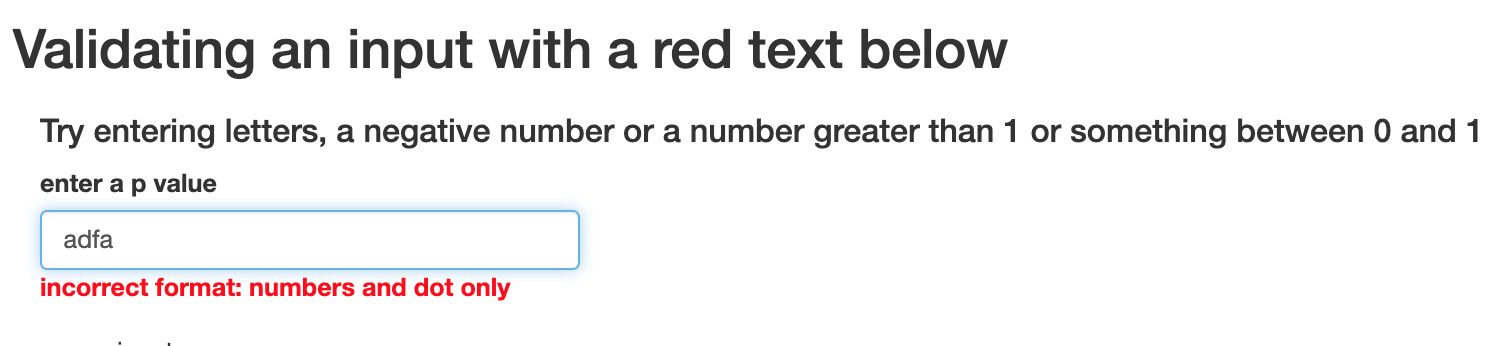 Validating an input with a red text below
Try entering letters, a negative number or a number greater than 1 or something between 0 and 1
enter a p value
adfa
incorrect format: numbers and dot only